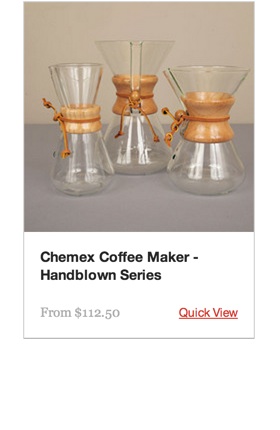 Chemex Coffee Maker -
Handblown Series
From $112.50
Quick View